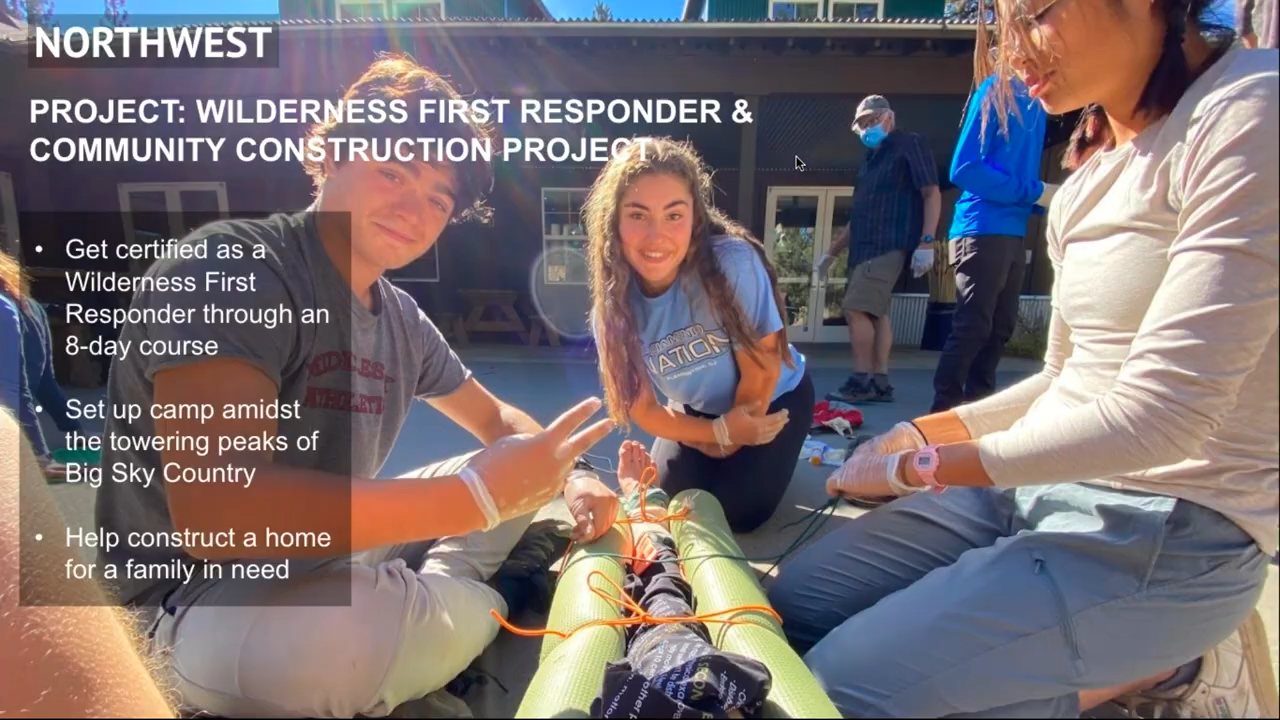 NORTHWEST
PROJECT: WILDERNESS FIRST RESPONDER &
COMMUNITY CONSTRUCTION PROJECT
• Get certified as a
Wilderness First
Responder through an
8-day course
• Set up camp amidst
the towering peaks of
Big Sky Country
• Help construct a home
for a family in need
NATION